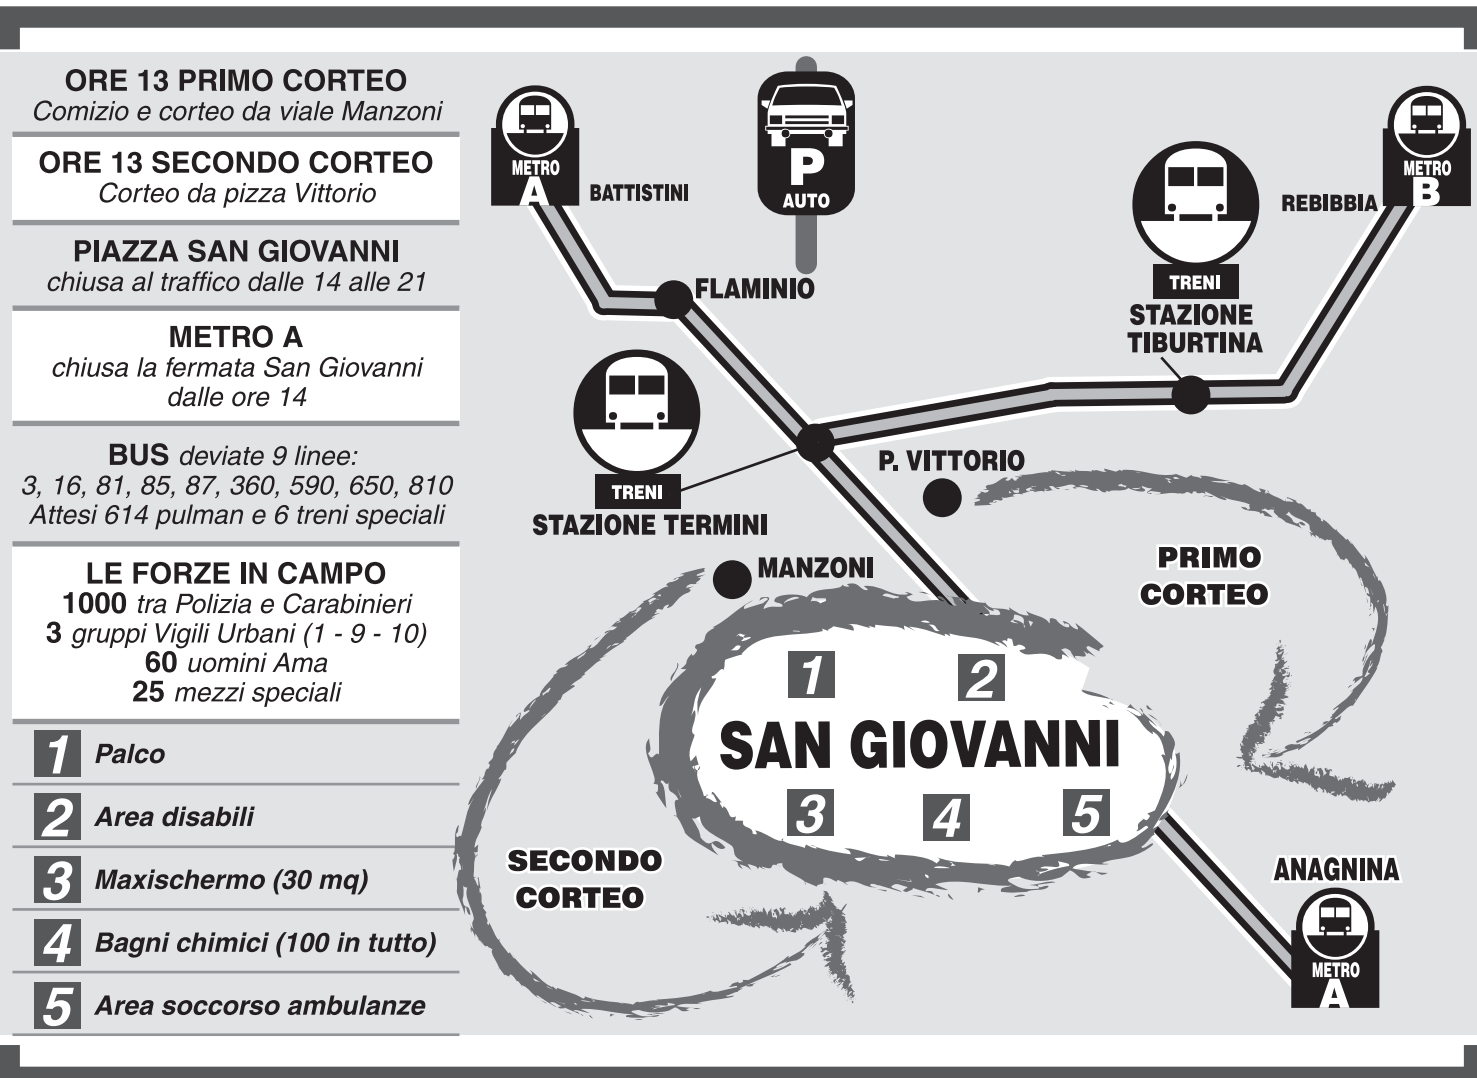 ORE 13 PRIMO CORTEO
Comizio e corteo da viale Manzoni
ORE 13 SECONDO CORTEO
Corteo da pizza Vittorio
PIAZZA SAN GIOVANNI
chiusa al traffico dalle 14 alle 21
METRO A
chiusa la fermata San Giovanni
dalle ore 14
BUS deviate 9 linee:
3, 16, 81, 85, 87, 360, 590, 650, 810
Attesi 614 pulman e 6 treni speciali
LE FORZE IN CAMPO
1000 tra Polizia e Carabinieri
3 gruppi Vigili Urbani (1 - 9 - 10)
60 uomini Ama
25 mezzi speciali
1 Palco
2 Area disabili
3 Maxischermo (30 mq)
4 Bagni chimici (100 in tutto)
5 Area soccorso ambulanze
METRO
A
BATTISTINI
P
AUTO
REBIBBIA
METRO
B
FLAMINIO
TRENI
STAZIONE
TIBURTINA
TRENI
STAZIONE TERMINI
P. VITTORIO
MANZONI
PRIMO
CORTEO
1 2
SAN GIOVANNI
3 4 5
SECONDO
CORTEO
ANAGNINA
METRO
A